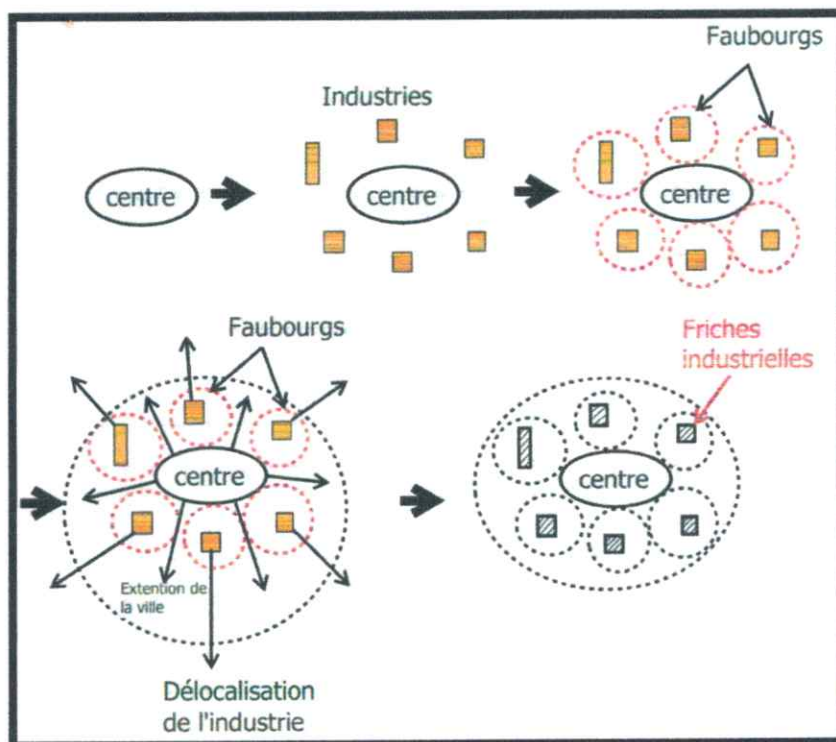 Faubourgs
Industries
centre
centre
centre
Faubourgs
Friches
industrielles
centre
centre
Extention de
la ville
Délocalisation
de l'industrie